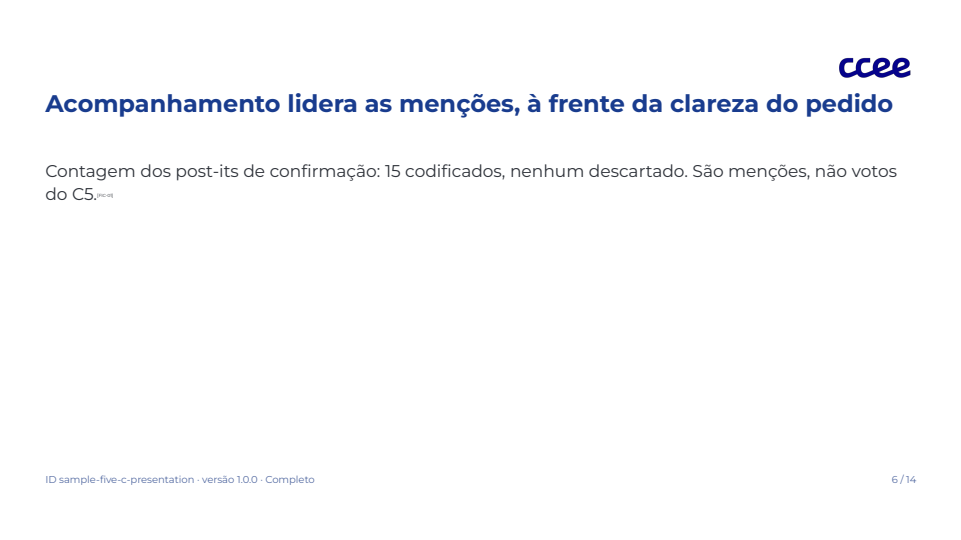 ccee
Acompanhamento lidera as menções, à frente da clareza do pedido
Contagem dos post-its de confirmação: 15 codificados, nenhum descartado. São menções, não votos
do C5.
ID sample-five-c-presentation · versão 1.0.0 · Completo
6 / 14